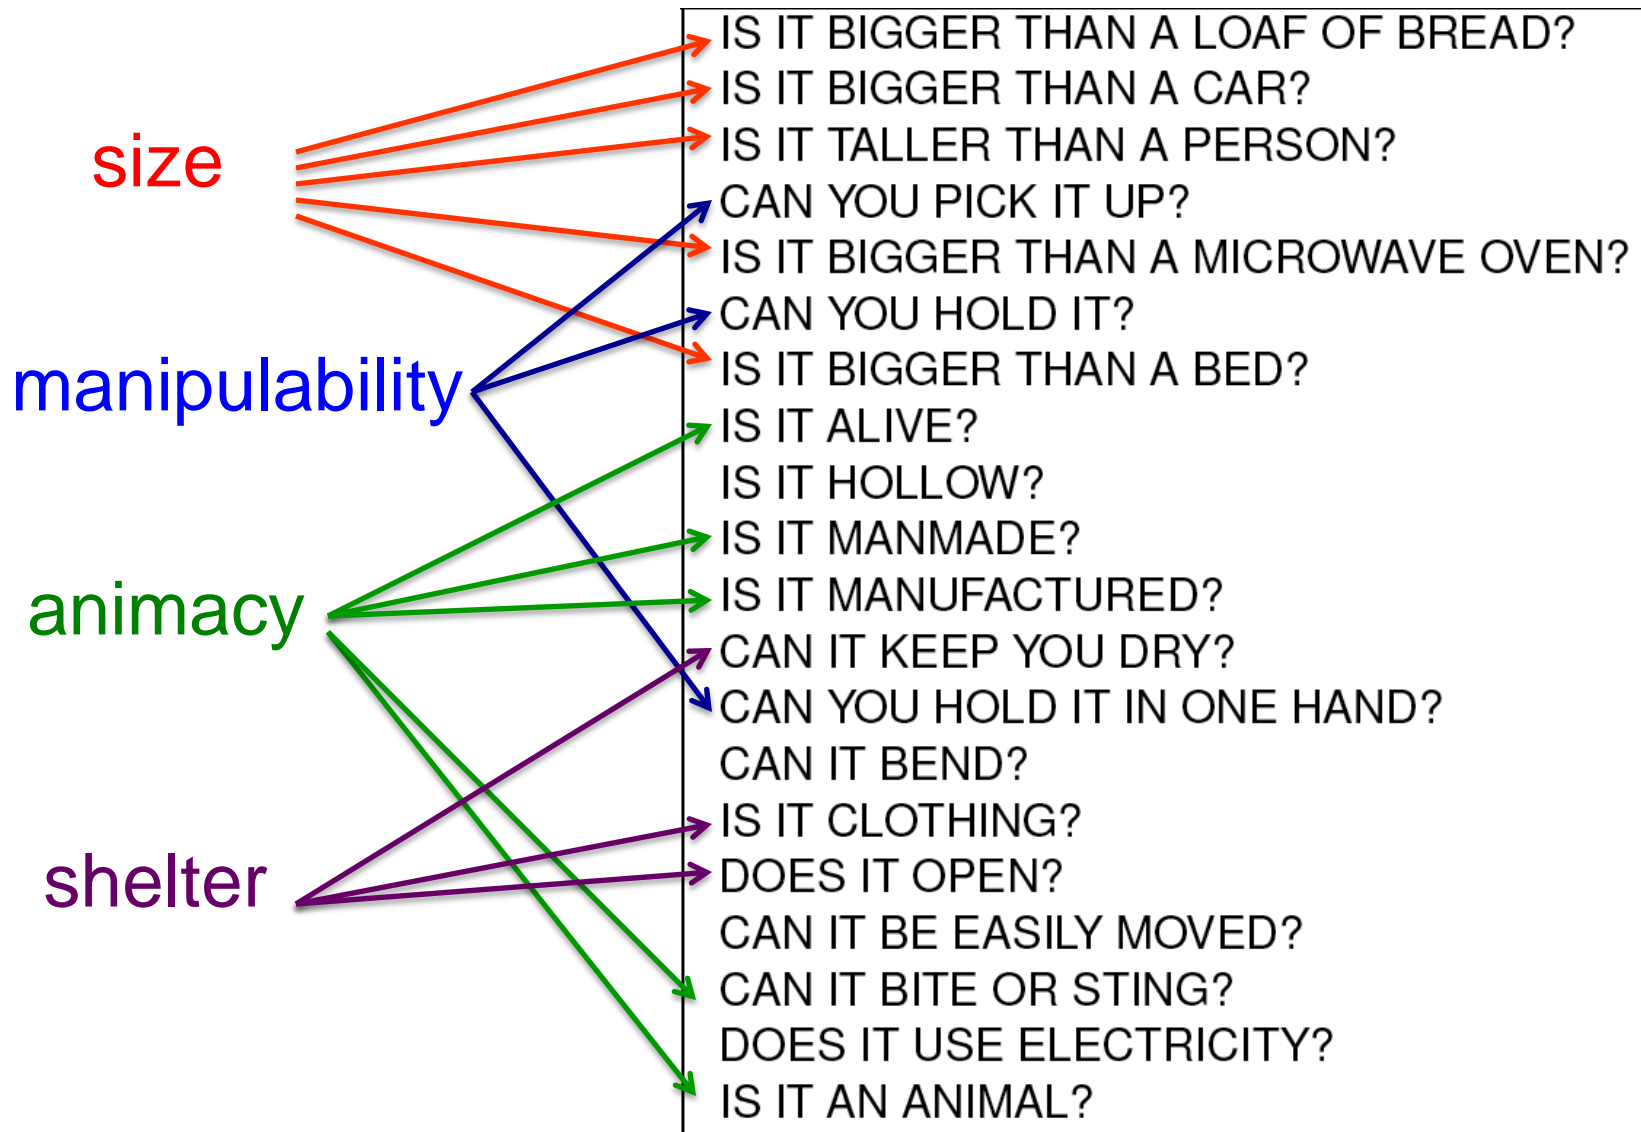 size
manipulability
animacy
shelter
IS IT BIGGER THAN A LOAF OF BREAD?
IS IT BIGGER THAN A CAR?
IS IT TALLER THAN A PERSON?
CAN YOU PICK IT UP?
IS IT BIGGER THAN A MICROWAVE OVEN?
CAN YOU HOLD IT?
IS IT BIGGER THAN A BED?
IS IT ALIVE?
IS IT HOLLOW?
IS IT MANMADE?
IS IT MANUFACTURED?
CAN IT KEEP YOU DRY?
CAN YOU HOLD IT IN ONE HAND?
CAN IT BEND?
IS IT CLOTHING?
DOES IT OPEN?
CAN IT BE EASILY MOVED?
CAN IT BITE OR STING?
DOES IT USE ELECTRICITY?
IS IT AN ANIMAL?